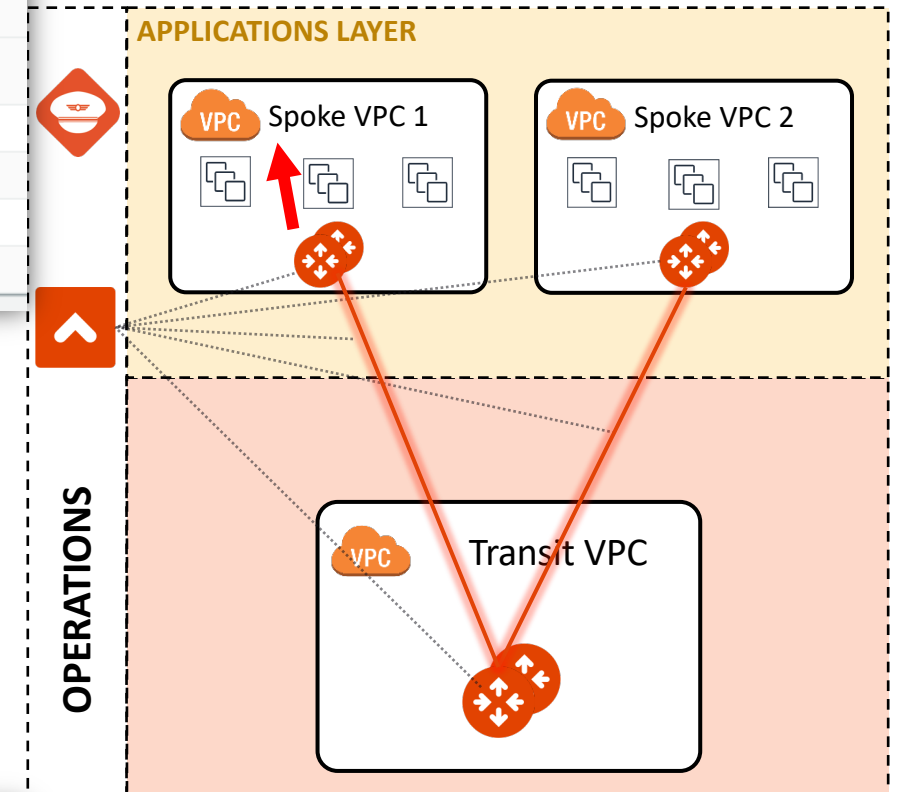 APPLICATIONS LAYER
VPC
Spoke VPC 1
VPC
Spoke VPC 2
OPERATIONS
VPC
Transit VPC